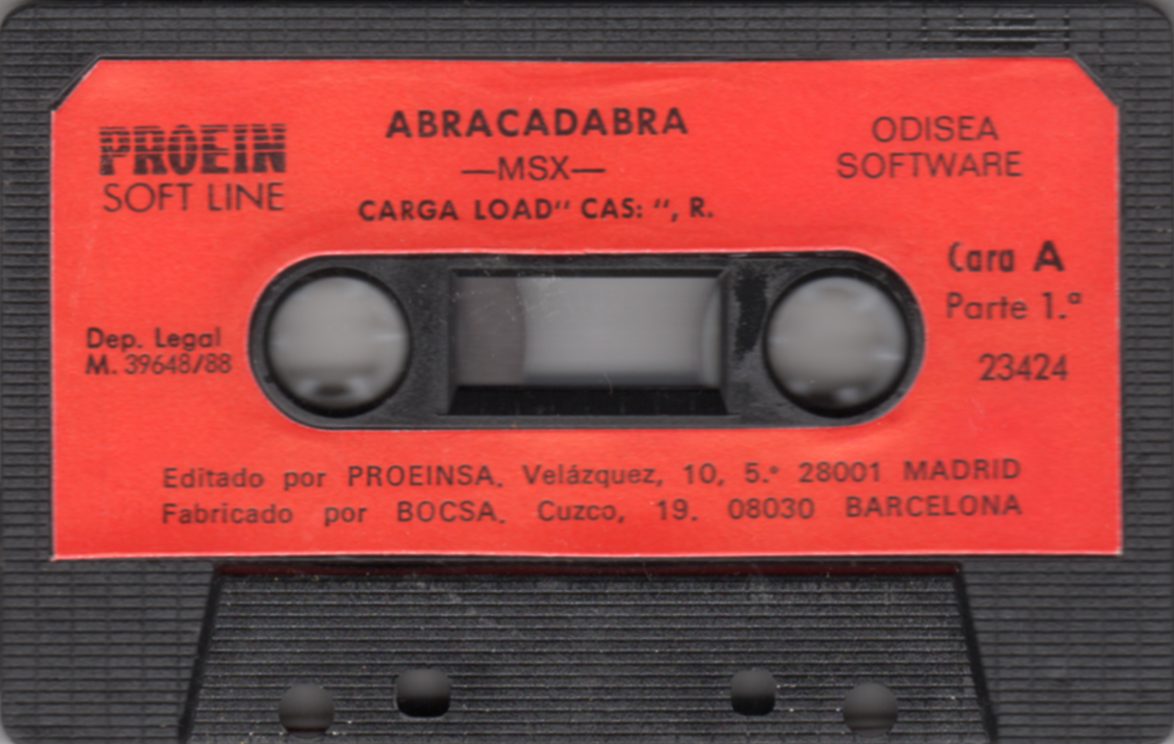 PROEIN
SOFT LINE
ABRACADABRA
—MSX—
CARGA LOAD“ CAS: “, R.
ODISEA
SOFTWARE
Cara A
Parte 1.ª
23424
Dep. Legal
M. 39648/88
Editado por PROEINSA. Velázquez, 10, 5.º 28001 MADRID
Fabricado por BOCSA. Cuzco, 19. 08030 BARCELONA